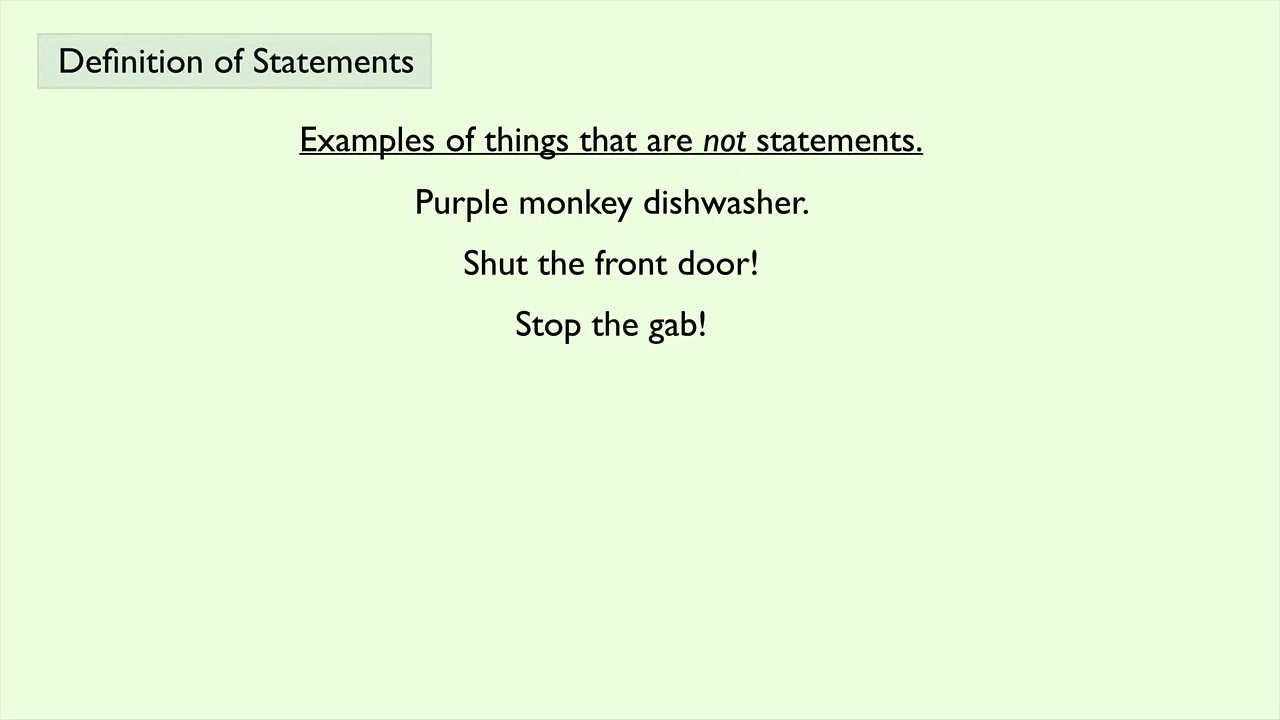 Definition of Statements
Examples of things that are not statements.
Purple monkey dishwasher.
Shut the front door!
Stop the gab!